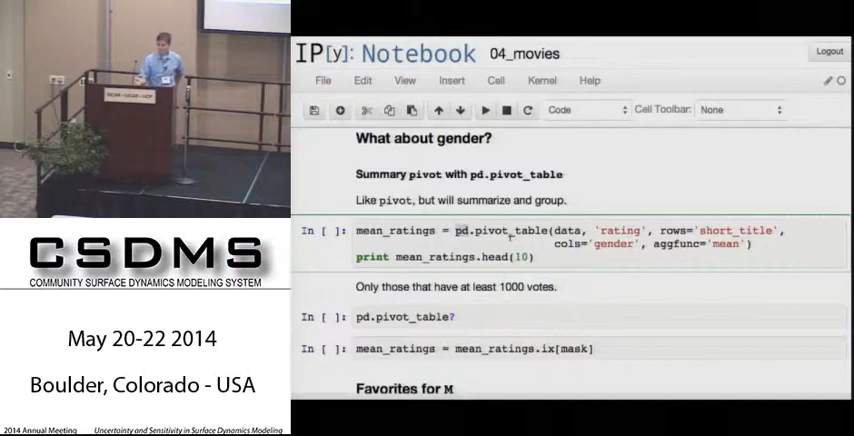 IP[y]: Notebook 04_movies
Logout
File Edit View Insert Cell Kernel Help
Code Cell Toolbar: None
What about gender?
Summary pivot with pd.pivot_table
Like pivot, but will summarize and group.
In [ ]: mean_ratings = pd.pivot_table(data, 'rating', rows='short_title',
cols='gender', aggfunc='mean')
print mean_ratings.head(10)
Only those that have at least 1000 votes.
In [ ]: pd.pivot_table?
In [ ]: mean_ratings = mean_ratings.ix[mask]
Favorites for M
CSDMS
COMMUNITY SURFACE DYNAMICS MODELING SYSTEM
May 20-22 2014
Boulder, Colorado - USA
2014 Annual Meeting Uncertainty and Sensitivity in Surface Dynamics Modeling